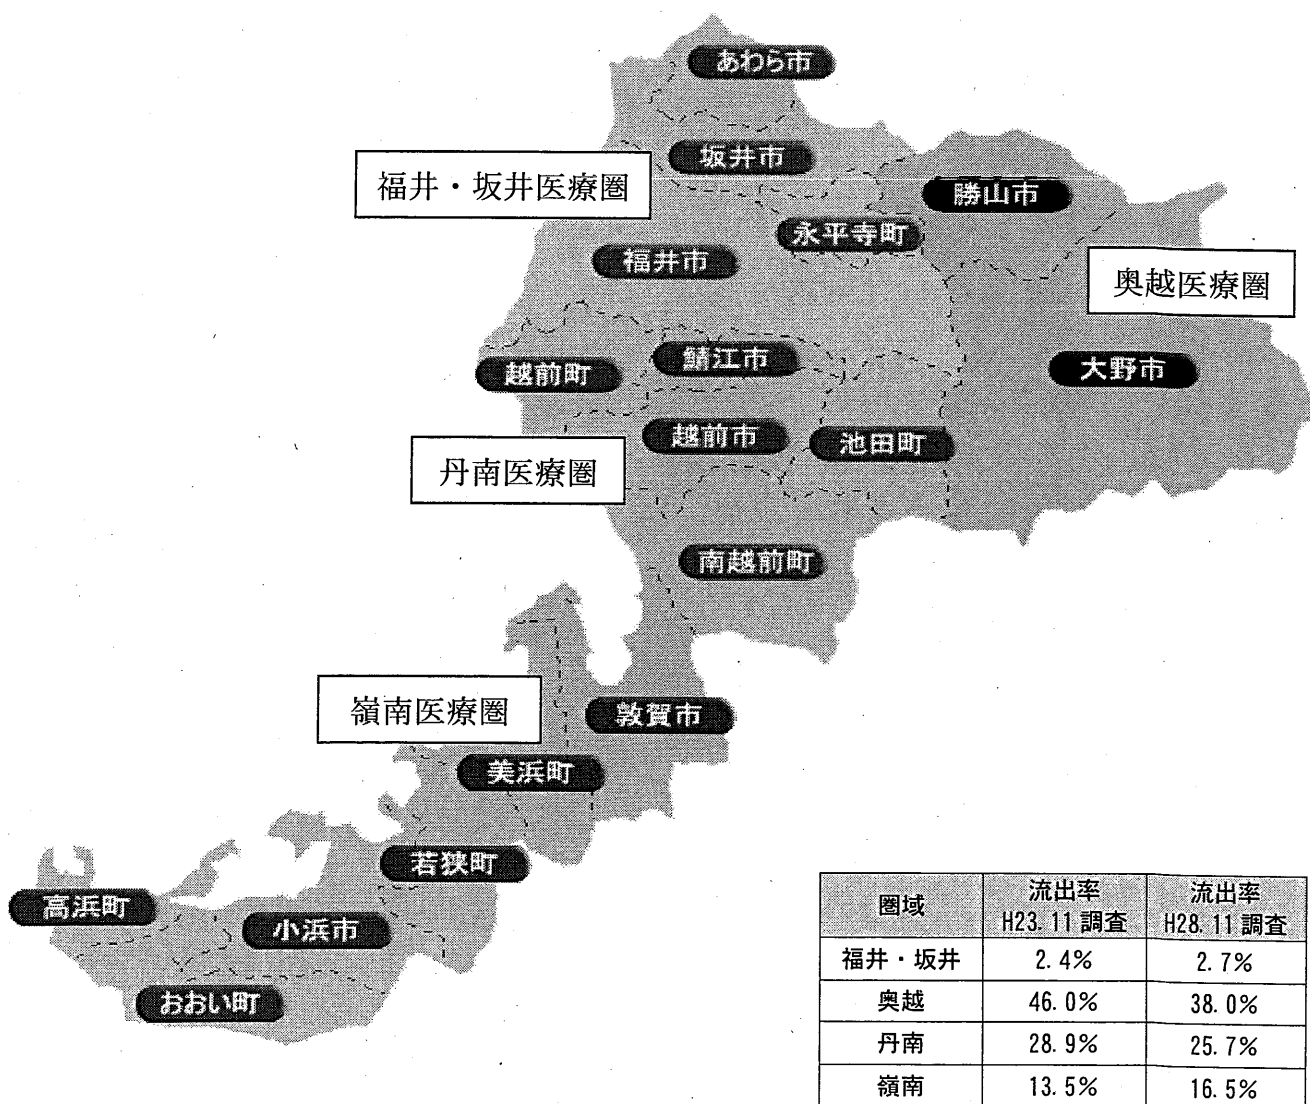 あわら市
坂井市
福井・坂井医療圏
勝山市
永平寺町
福井市
奥越医療圏
鯖江市
大野市
越前町
越前市
池田町
丹南医療圏
南越前町
嶺南医療圏
敦賀市
美浜町
若狭町
高浜町
小浜市
おおい町
圏域 流出率 H23.11調査 流出率 H28.11調査
福井・坂井 2.4% 2.7%
奥越 46.0% 38.0%
丹南 28.9% 25.7%
嶺南 13.5% 16.5%